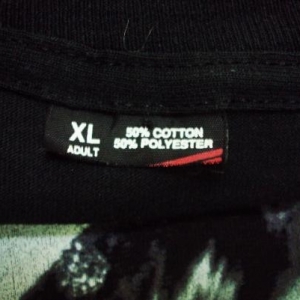 XL
ADULT
50% COTTON
50% POLYESTER